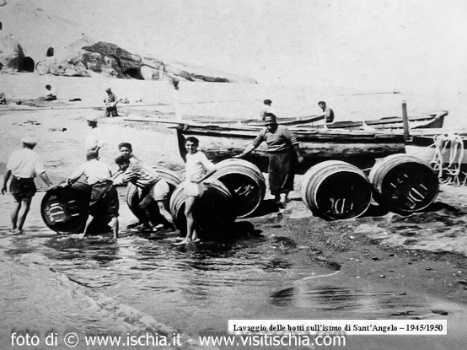 Lavaggio delle botti sull'istmo di Sant'Angelo – 1945/1950
foto di © www.ischia.it - www.visitischia.com